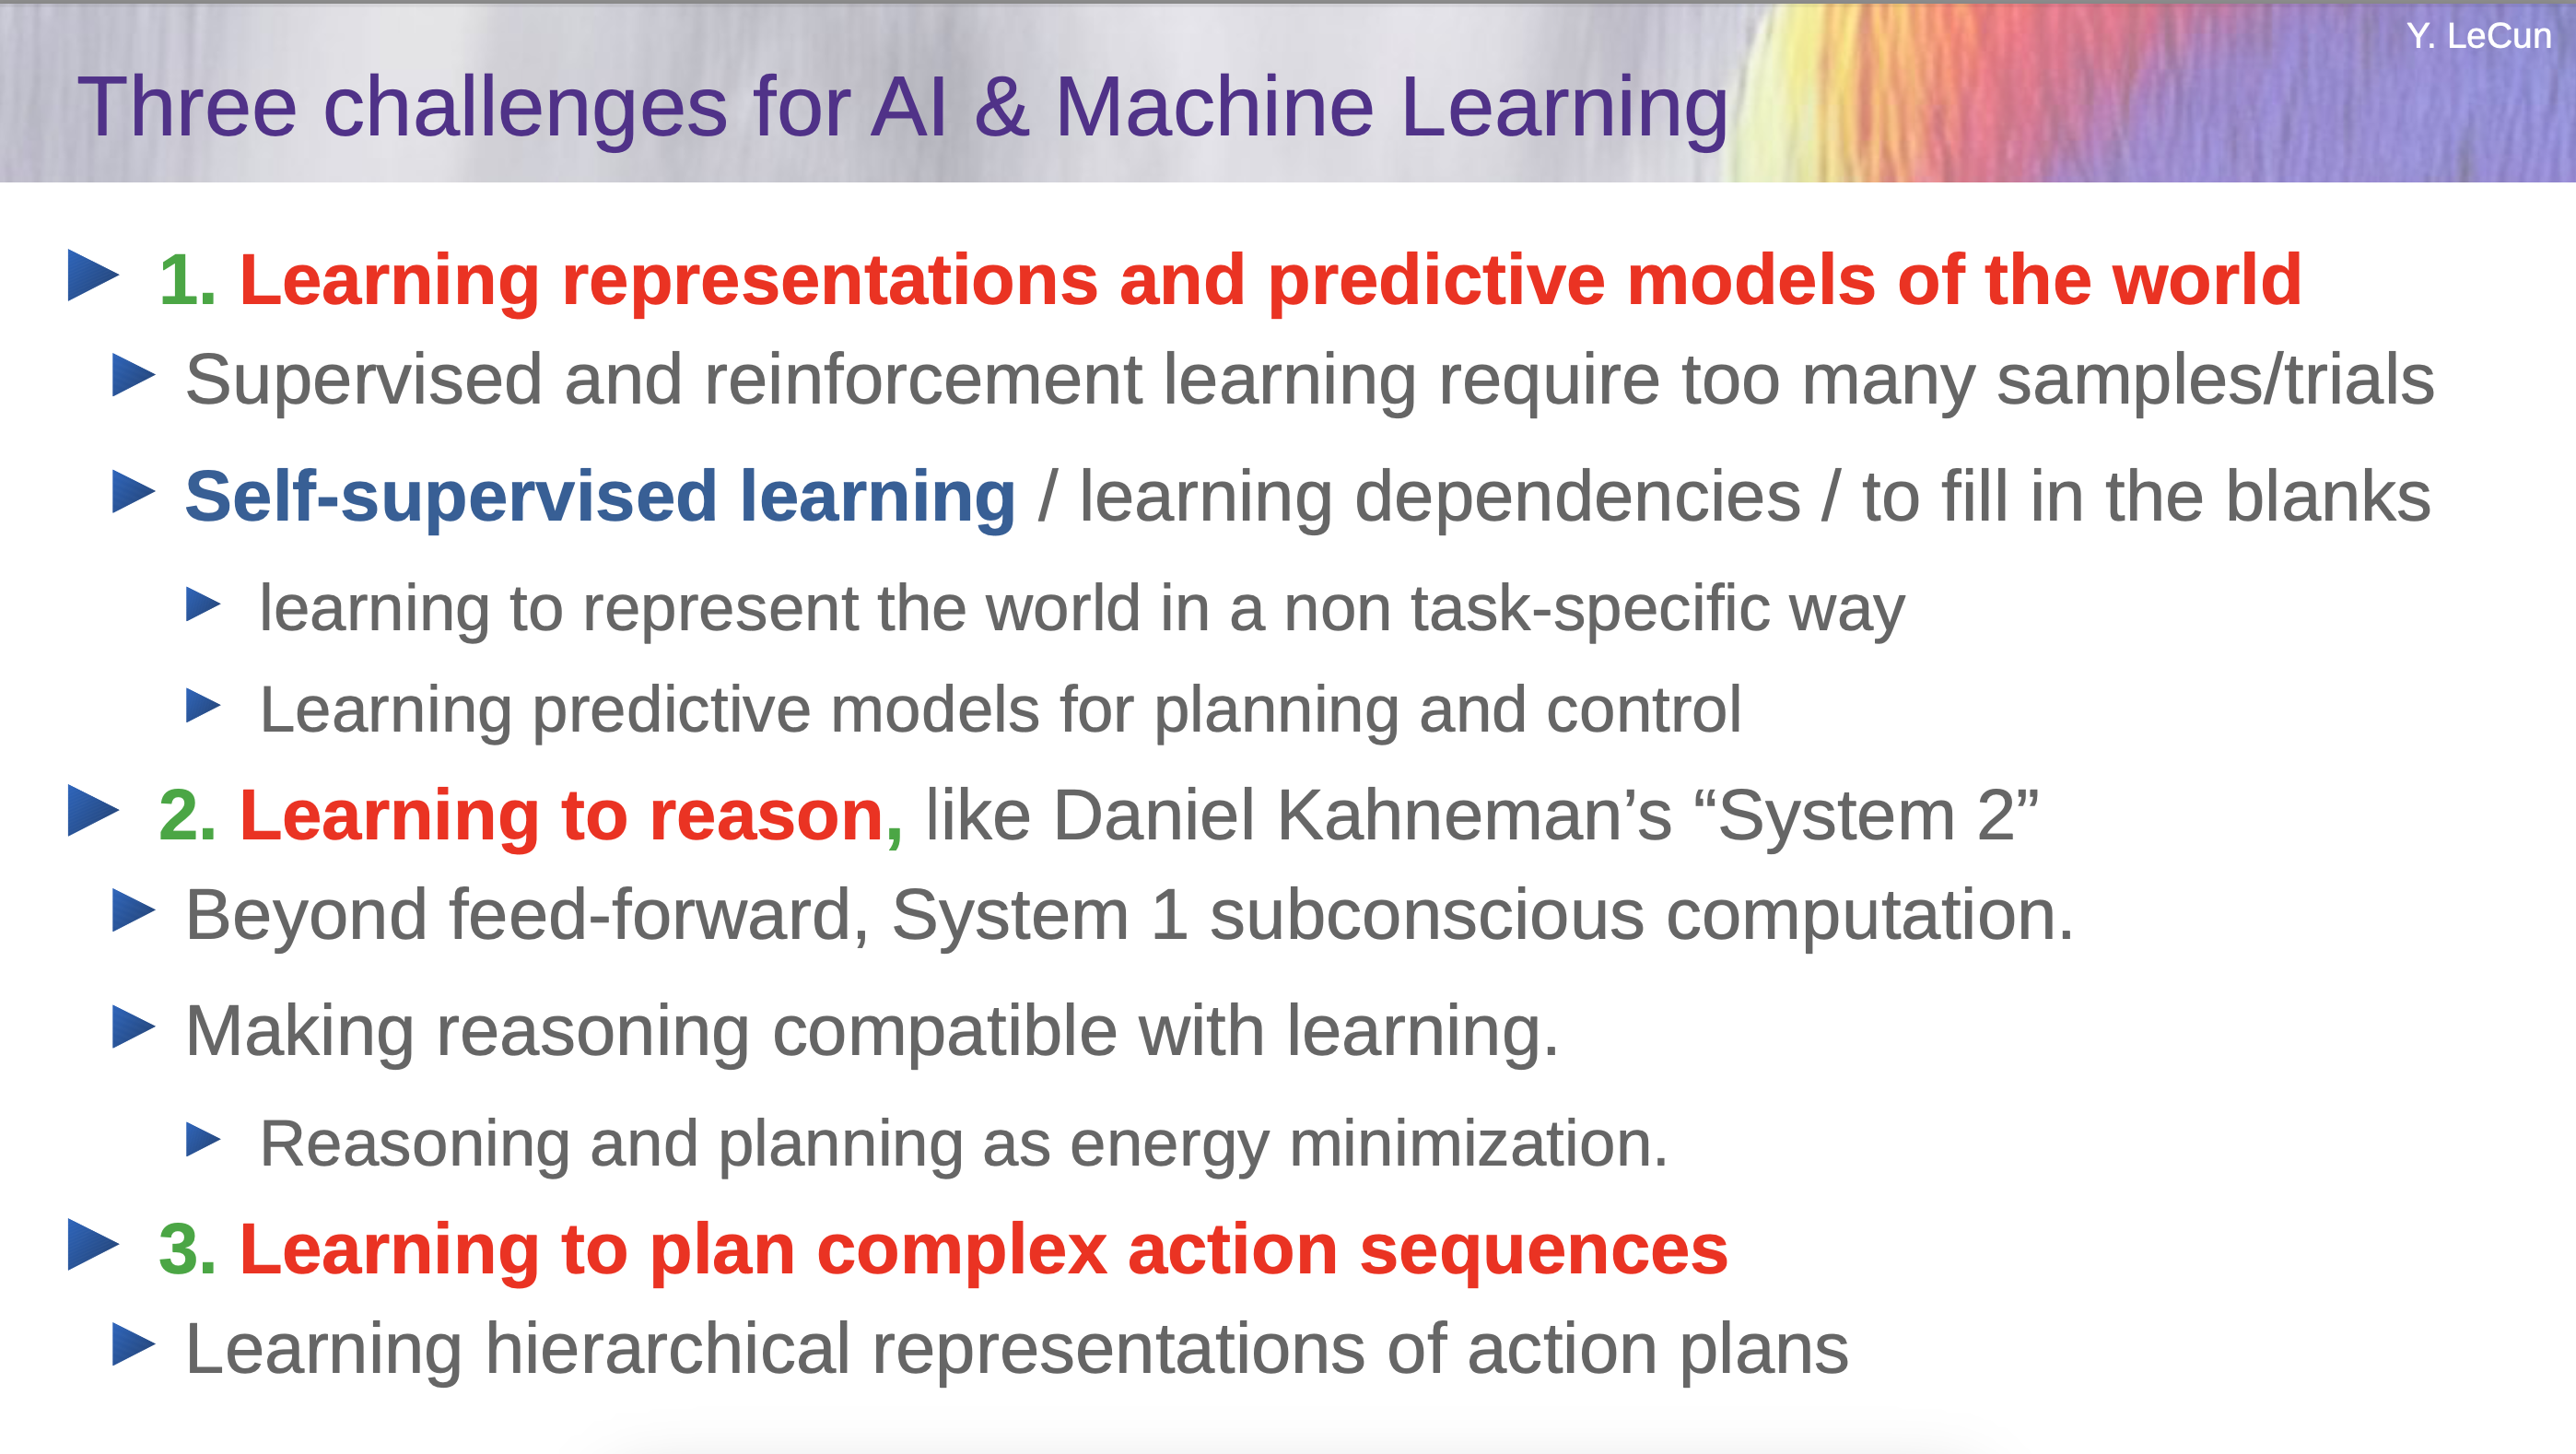 Y. LeCun
Three challenges for AI & Machine Learning
1. Learning representations and predictive models of the world
Supervised and reinforcement learning require too many samples/trials
Self-supervised learning / learning dependencies / to fill in the blanks
learning to represent the world in a non task-specific way
Learning predictive models for planning and control
2. Learning to reason, like Daniel Kahneman’s “System 2”
Beyond feed-forward, System 1 subconscious computation.
Making reasoning compatible with learning.
Reasoning and planning as energy minimization.
3. Learning to plan complex action sequences
Learning hierarchical representations of action plans